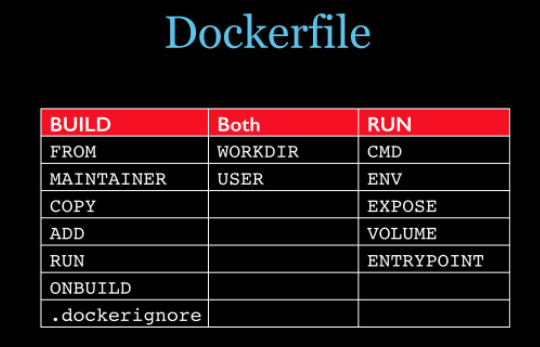 Dockerfile
BUILD Both RUN
FROM WORKDIR CMD
MAINTAINER USER ENV
COPY EXPOSE
ADD VOLUME
RUN ENTRYPOINT
ONBUILD
.dockerignore